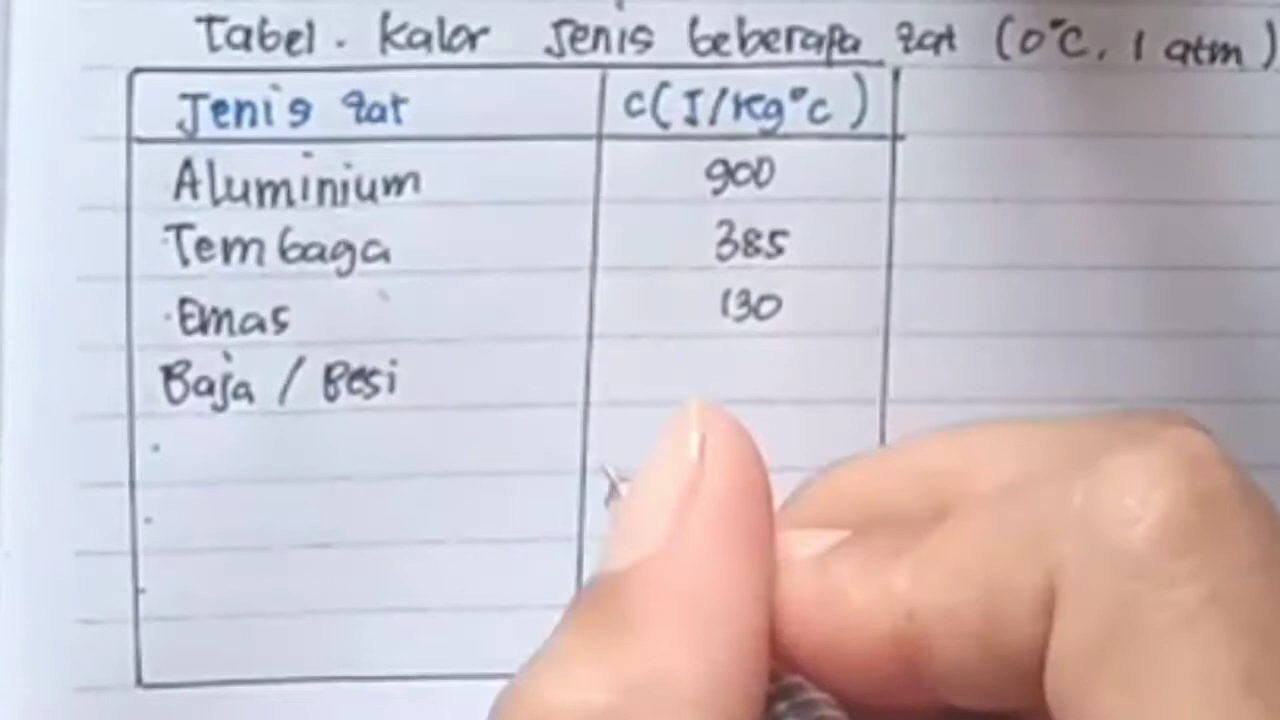 Tabel. Kalor Jenis beberapa zat (0°C, 1 atm)
Jenis zat c(J/kg°C)
Aluminium 900
Tembaga 385
Emas 130
Baja / Besi